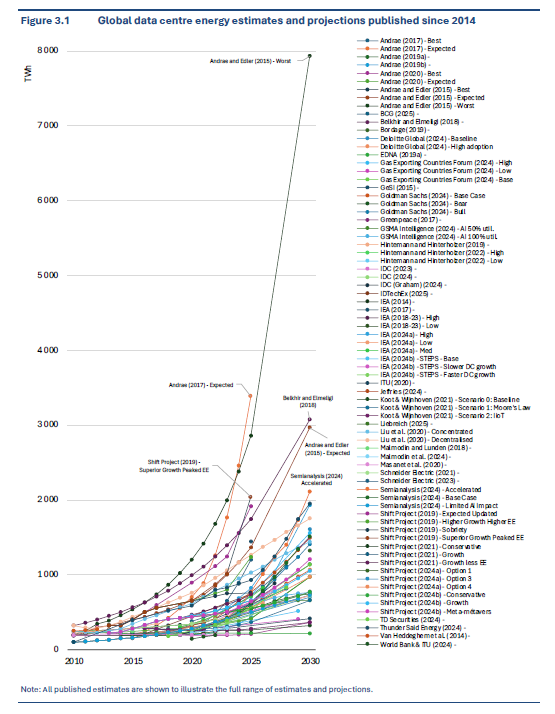 Figure 3.1 Global data centre energy estimates and projections published since 2014
TWh
8 000
7 000
6 000
5 000
4 000
3 000
2 000
1 000
0
2010
2015
2020
2025
2030
Andrae and Edler (2015) - Worst
Andrae (2017) - Expected
Belkhir and Elmeligi
(2018)
Andrae and Edler
(2015) - Expected
Shift Project (2019) -
Superior Growth Peaked EE
Semianalysis (2024)
Accelerated
Andrae (2017) - Best
Andrae (2017) - Expected
Andrae (2019a) -
Andrae (2019b) -
Andrae (2020) - Best
Andrae (2020) - Expected
Andrae and Edler (2015) - Best
Andrae and Edler (2015) - Expected
Andrae and Edler (2015) - Worst
BCG (2025) -
Belkhir and Elmeligi (2018) -
Bordage (2019) -
Deloitte Global (2024) - Baseline
Deloitte Global (2024) - High adoption
EDNA (2019a) -
Gas Exporting Countries Forum (2024) - High
Gas Exporting Countries Forum (2024) - Low
Gas Exporting Countries Forum (2024) - Base
GeSI (2015) -
Goldman Sachs (2024) - Base Case
Goldman Sachs (2024) - Bear
Goldman Sachs (2024) - Bull
Greenpeace (2017) -
GSMA Intelligence (2024) - AI 50% util.
GSMA Intelligence (2024) - AI 100% util.
Hintemann and Hinterholzer (2019) -
Hintemann and Hinterholzer (2022) - High
Hintemann and Hinterholzer (2022) - Low
IDC (2023) -
IDC (2024) -
IDC (Graham) (2024) -
IDTechEx (2025) -
IEA (2014) -
IEA (2017) -
IEA (2018-23) - High
IEA (2018-23) - Low
IEA (2024a) - High
IEA (2024a) - Low
IEA (2024a) - Med
IEA (2024b) - STEPS - Base
IEA (2024b) - STEPS - Slower DC growth
IEA (2024b) - STEPS - Faster DC growth
ITU (2020) -
Jefferies (2024) -
Koot & Wijnhoven (2021) - Scenario 0: Baseline
Koot & Wijnhoven (2021) - Scenario 1: Moore's Law
Koot & Wijnhoven (2021) - Scenario 2: IIoT
Liebreich (2025) -
Liu et al. (2020) - Concentrated
Liu et al. (2020) - Decentralised
Malmodin and Lunden (2018) -
Malmodin et al. (2024) -
Masanet et al. (2020) -
Schneider Electric (2021) -
Schneider Electric (2023) -
Semianalysis (2024) - Accelerated
Semianalysis (2024) - Base Case
Semianalysis (2024) - Limited AI Impact
Shift Project (2019) - Expected Updated
Shift Project (2019) - Higher Growth Higher EE
Shift Project (2019) - Sobriety
Shift Project (2019) - Superior Growth Peaked EE
Shift Project (2021) - Conservative
Shift Project (2021) - Growth
Shift Project (2021) - Growth less EE
Shift Project (2024a) - Option 1
Shift Project (2024a) - Option 3
Shift Project (2024a) - Option 4
Shift Project (2024b) - Conservative
Shift Project (2024b) - Growth
Shift Project (2024b) - Metaverse
TD Securities (2024) -
Thunder Said Energy (2024) -
Van Heddeghem et al. (2014) -
World Bank & ITU (2024) -
Note: All published estimates are shown to illustrate the full range of estimates and projections.